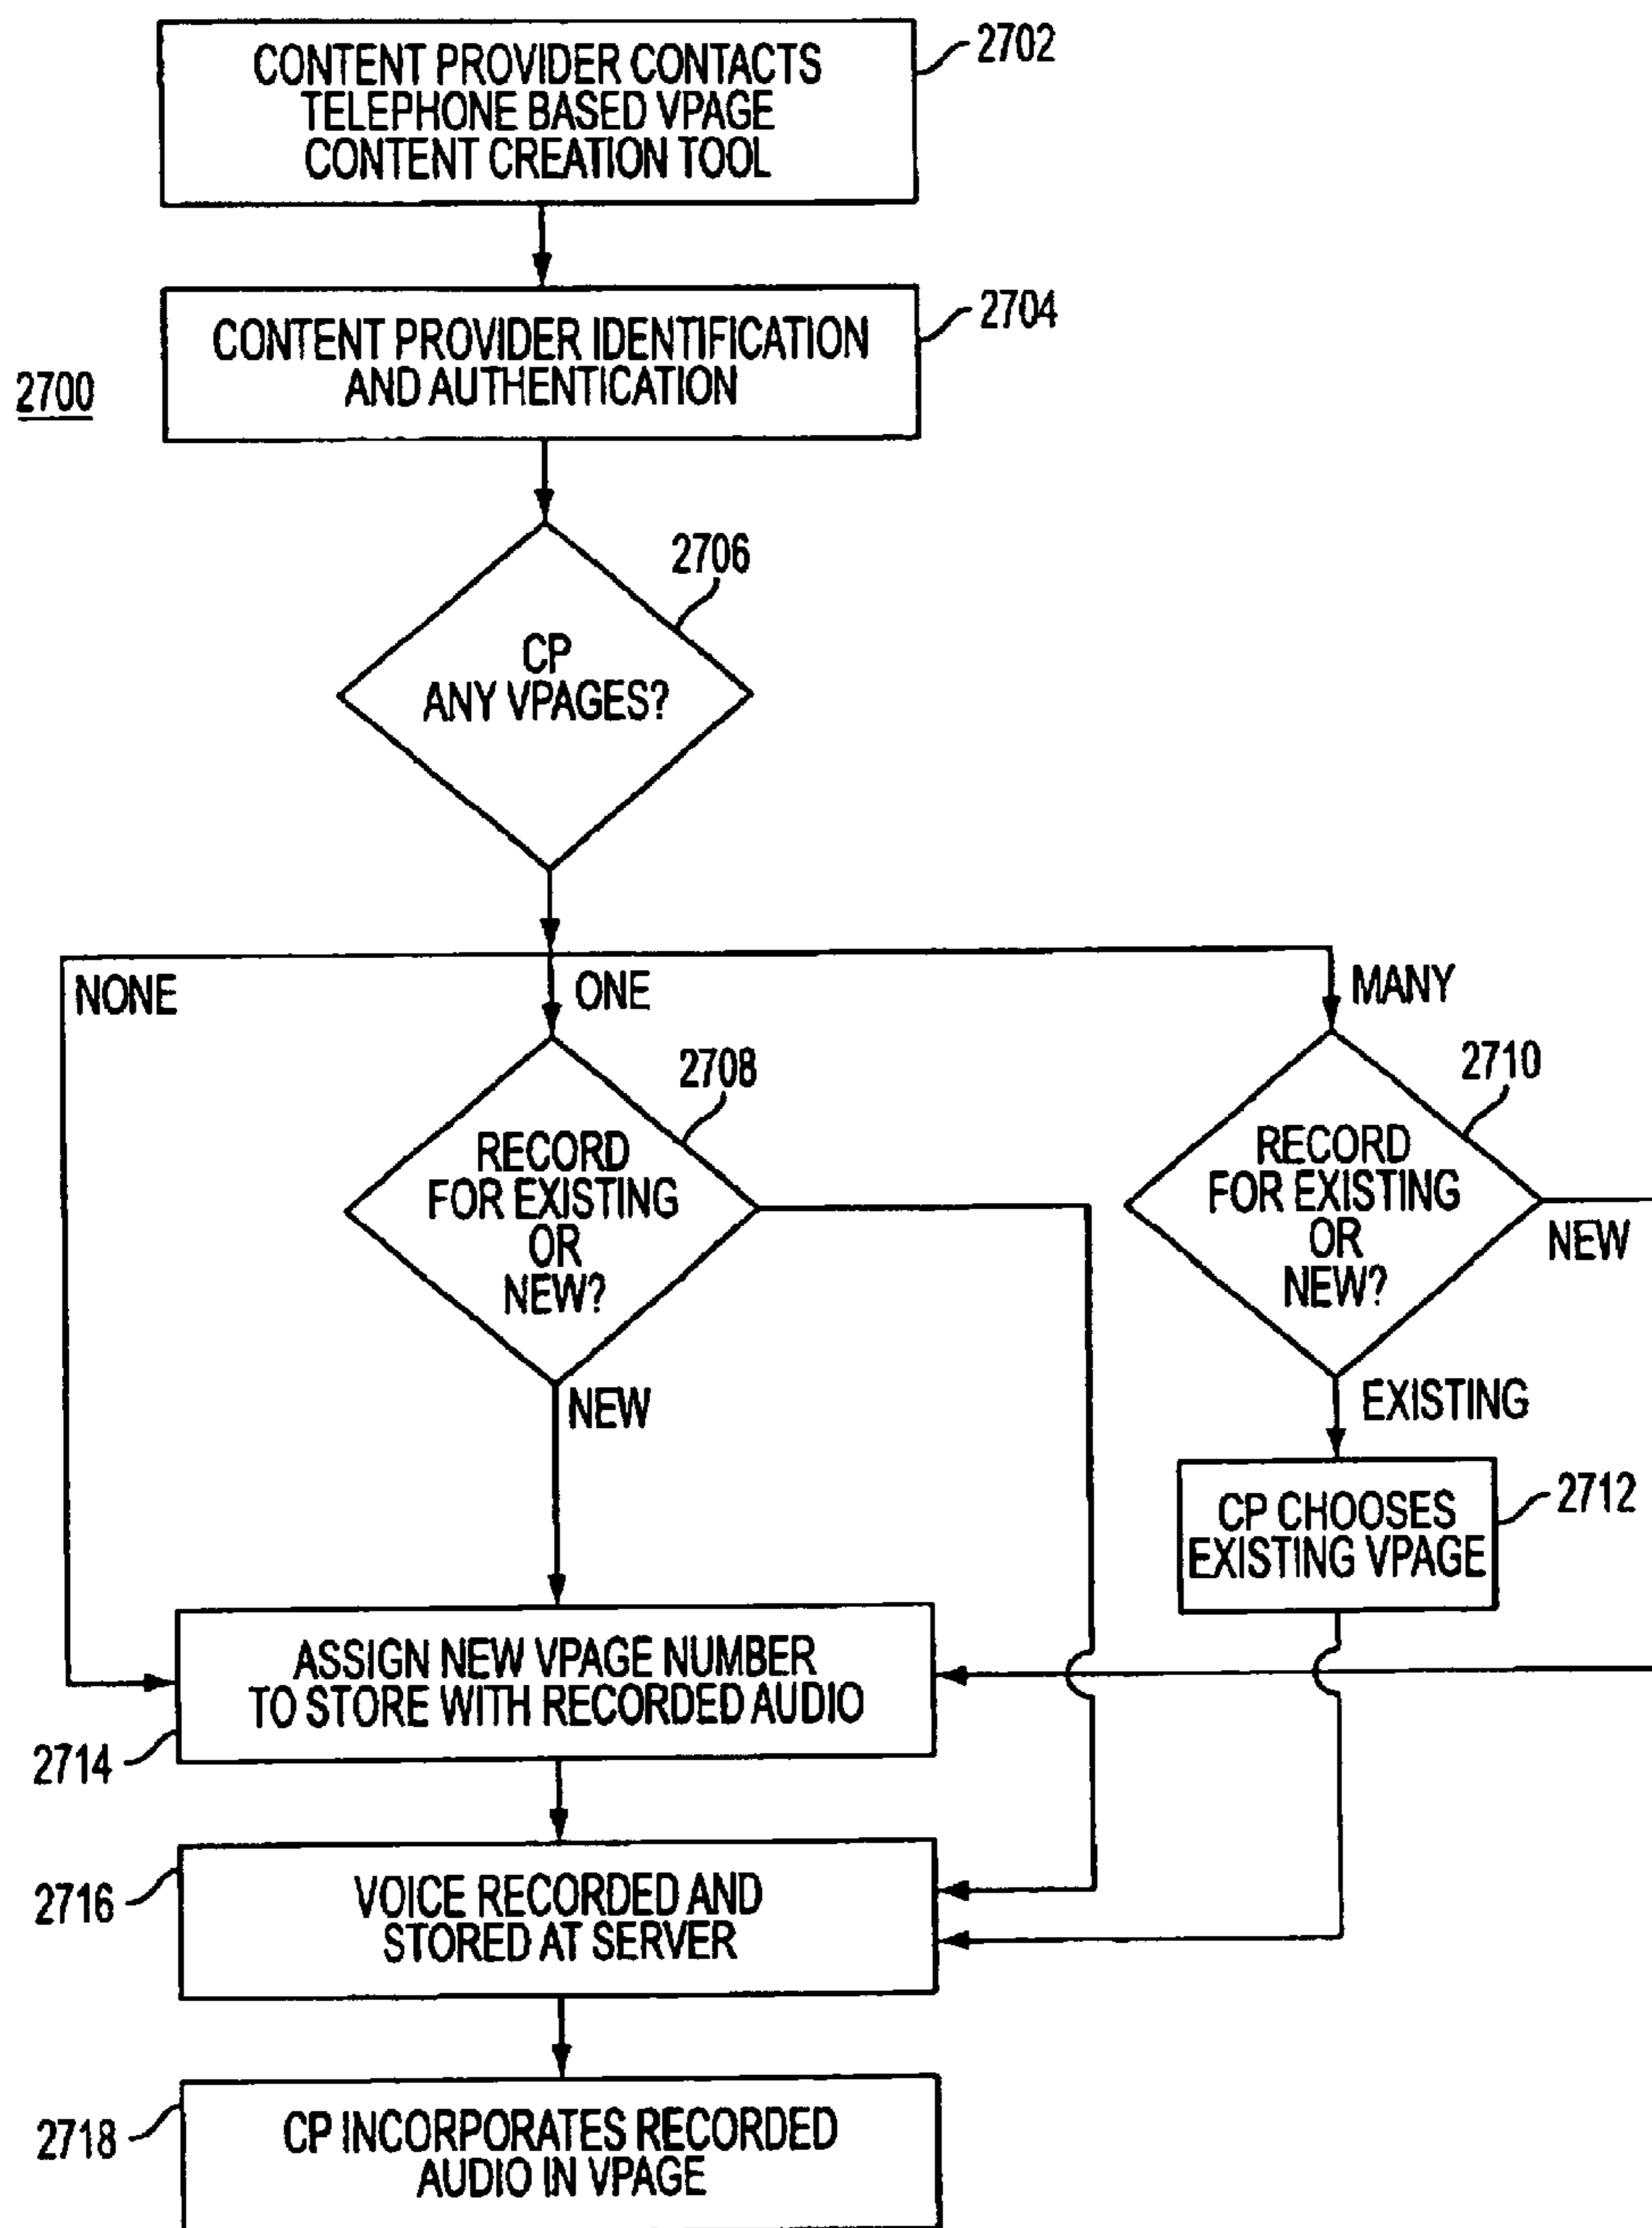 CONTENT PROVIDER CONTACTS
TELEPHONE BASED VPAGE
CONTENT CREATION TOOL
2702
CONTENT PROVIDER IDENTIFICATION
AND AUTHENTICATION
2704
2700
CP
ANY VPAGES?
2706
NONE
ONE
MANY
RECORD
FOR EXISTING
OR
NEW?
2708
RECORD
FOR EXISTING
OR
NEW?
2710
NEW
NEW
EXISTING
CP CHOOSES
EXISTING VPAGE
2712
ASSIGN NEW VPAGE NUMBER
TO STORE WITH RECORDED AUDIO
2714
VOICE RECORDED AND
STORED AT SERVER
2716
CP INCORPORATES RECORDED
AUDIO IN VPAGE
2718